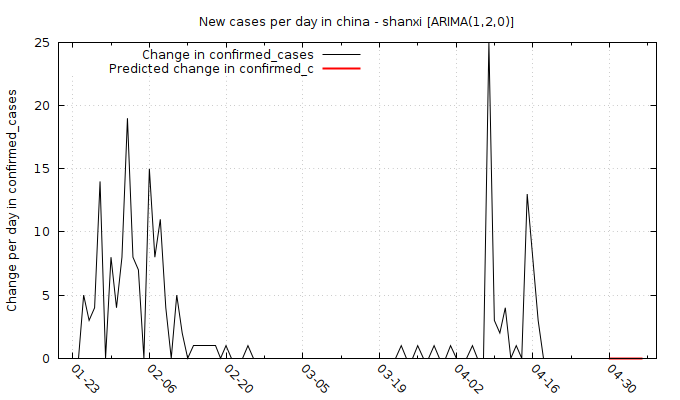 New cases per day in china - shanxi [ARIMA(1,2,0)]
Change in confirmed_cases
Predicted change in confirmed_c
Change per day in confirmed_cases
25
20
15
10
5
0
01-23 02-06 02-20 03-05 03-19 04-02 04-16 04-30